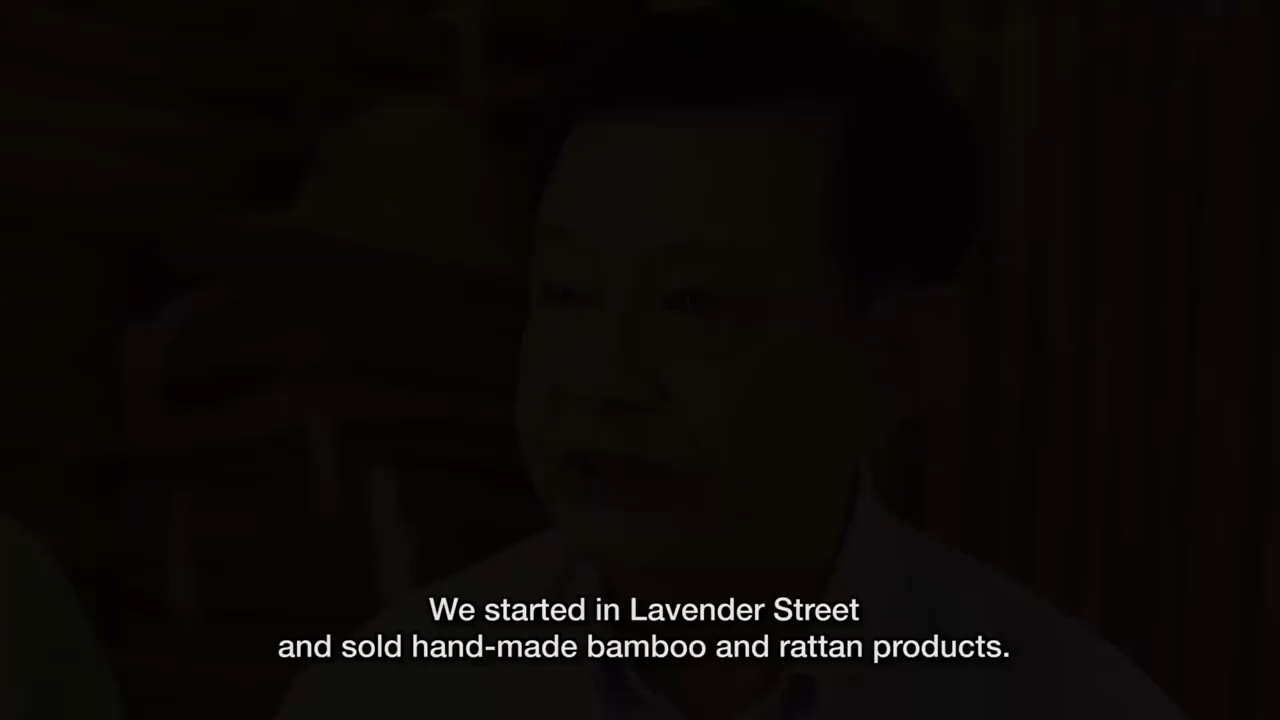 We started in Lavender Street
and sold hand-made bamboo and rattan products.